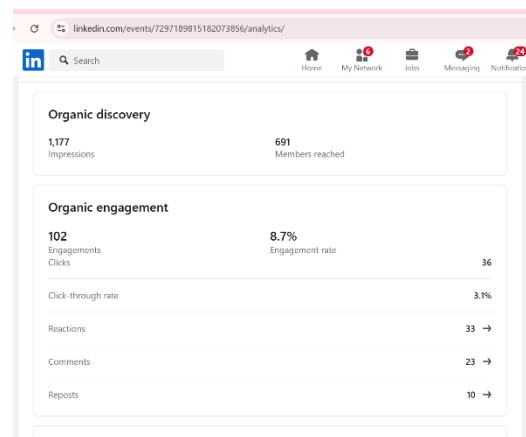 linkedin.com/events/7297189815182073856/analytics/
in
Search
6
2
24
Home
My Network
Jobs
Messaging
Notificatio
Organic discovery
1,177
691
Impressions
Members reached
Organic engagement
102
8.7%
Engagements
Engagement rate
Clicks
36
Click-through rate
3.1%
Reactions
33 →
Comments
23 →
Reposts
10 →